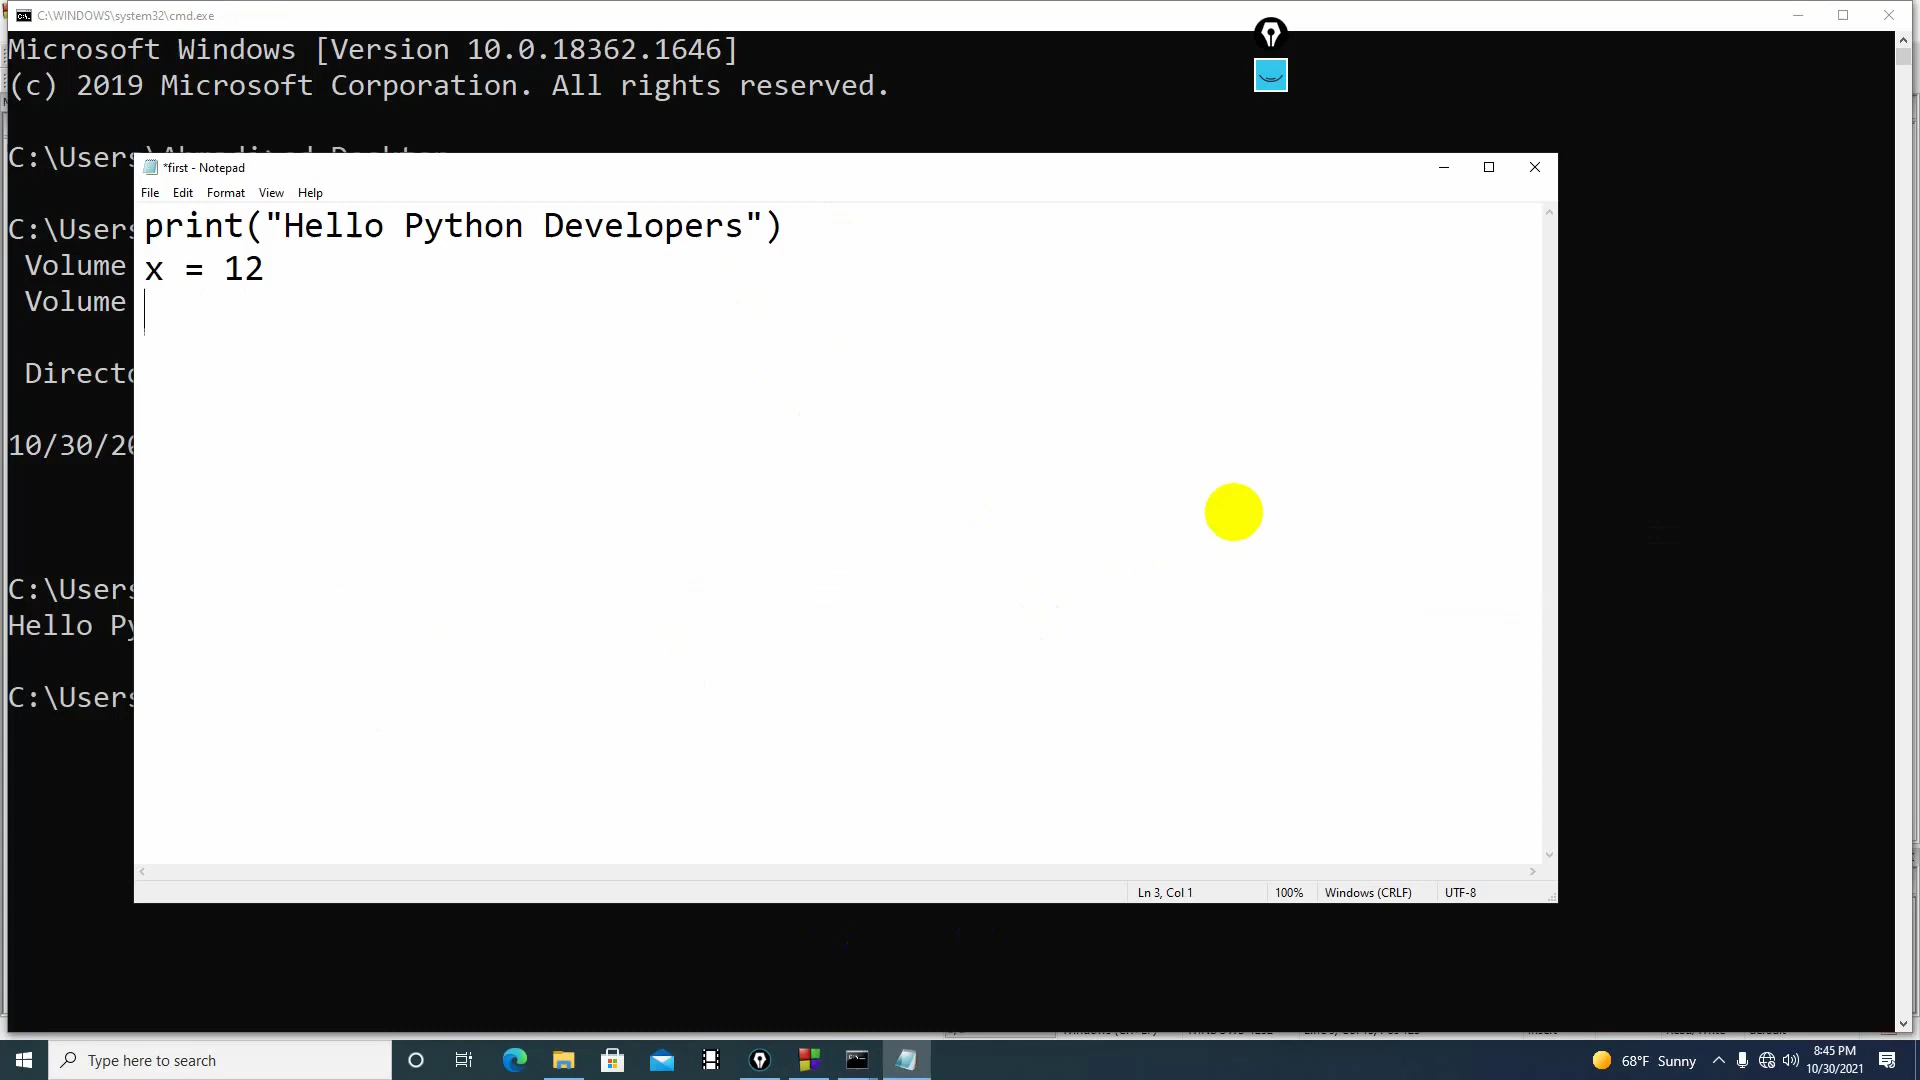 C:\WINDOWS\system32\cmd.exe
Microsoft Windows [Version 10.0.18362.1646]
(c) 2019 Microsoft Corporation. All rights reserved.
C:\Users
*first - Notepad
File Edit Format View Help
C:\Users
print("Hello Python Developers")
Volume
x = 12
Volume
10/30/20
C:\Users
Hello Py
C:\Users
Ln 3, Col 1 100% Windows (CRLF) UTF-8
Type here to search
68°F Sunny
8:45 PM
10/30/2021